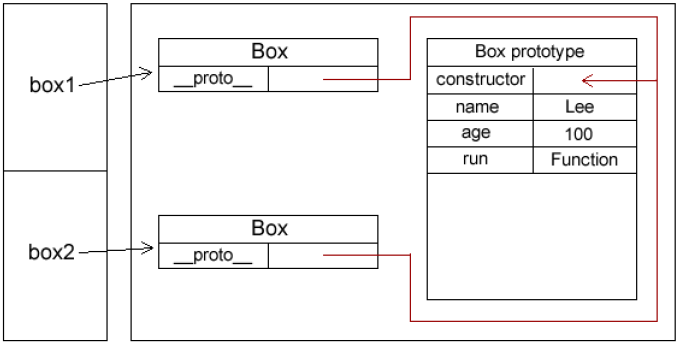 box1
box2
Box
__proto__
Box
__proto__
Box prototype
constructor
name Lee
age 100
run Function